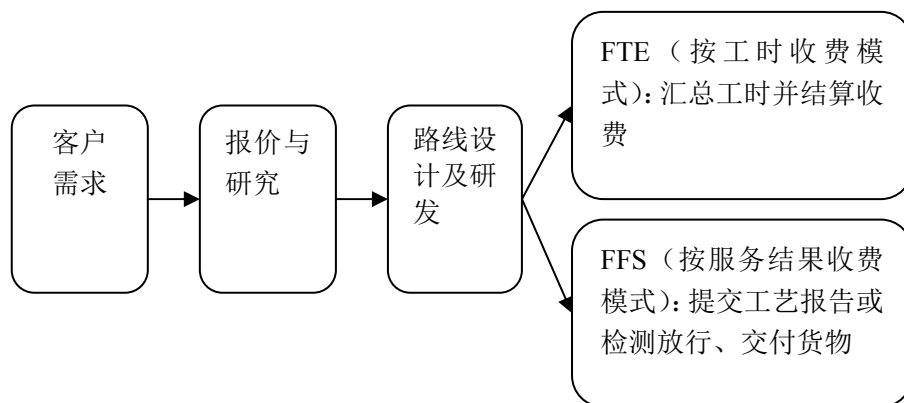 客户
需求
报价与
研究
路线设
计及研
发
FTE（按工时收费模
式）：汇总工时并结算收
费
FFS（按服务结果收费
模式）：提交工艺报告或
检测放行、交付货物